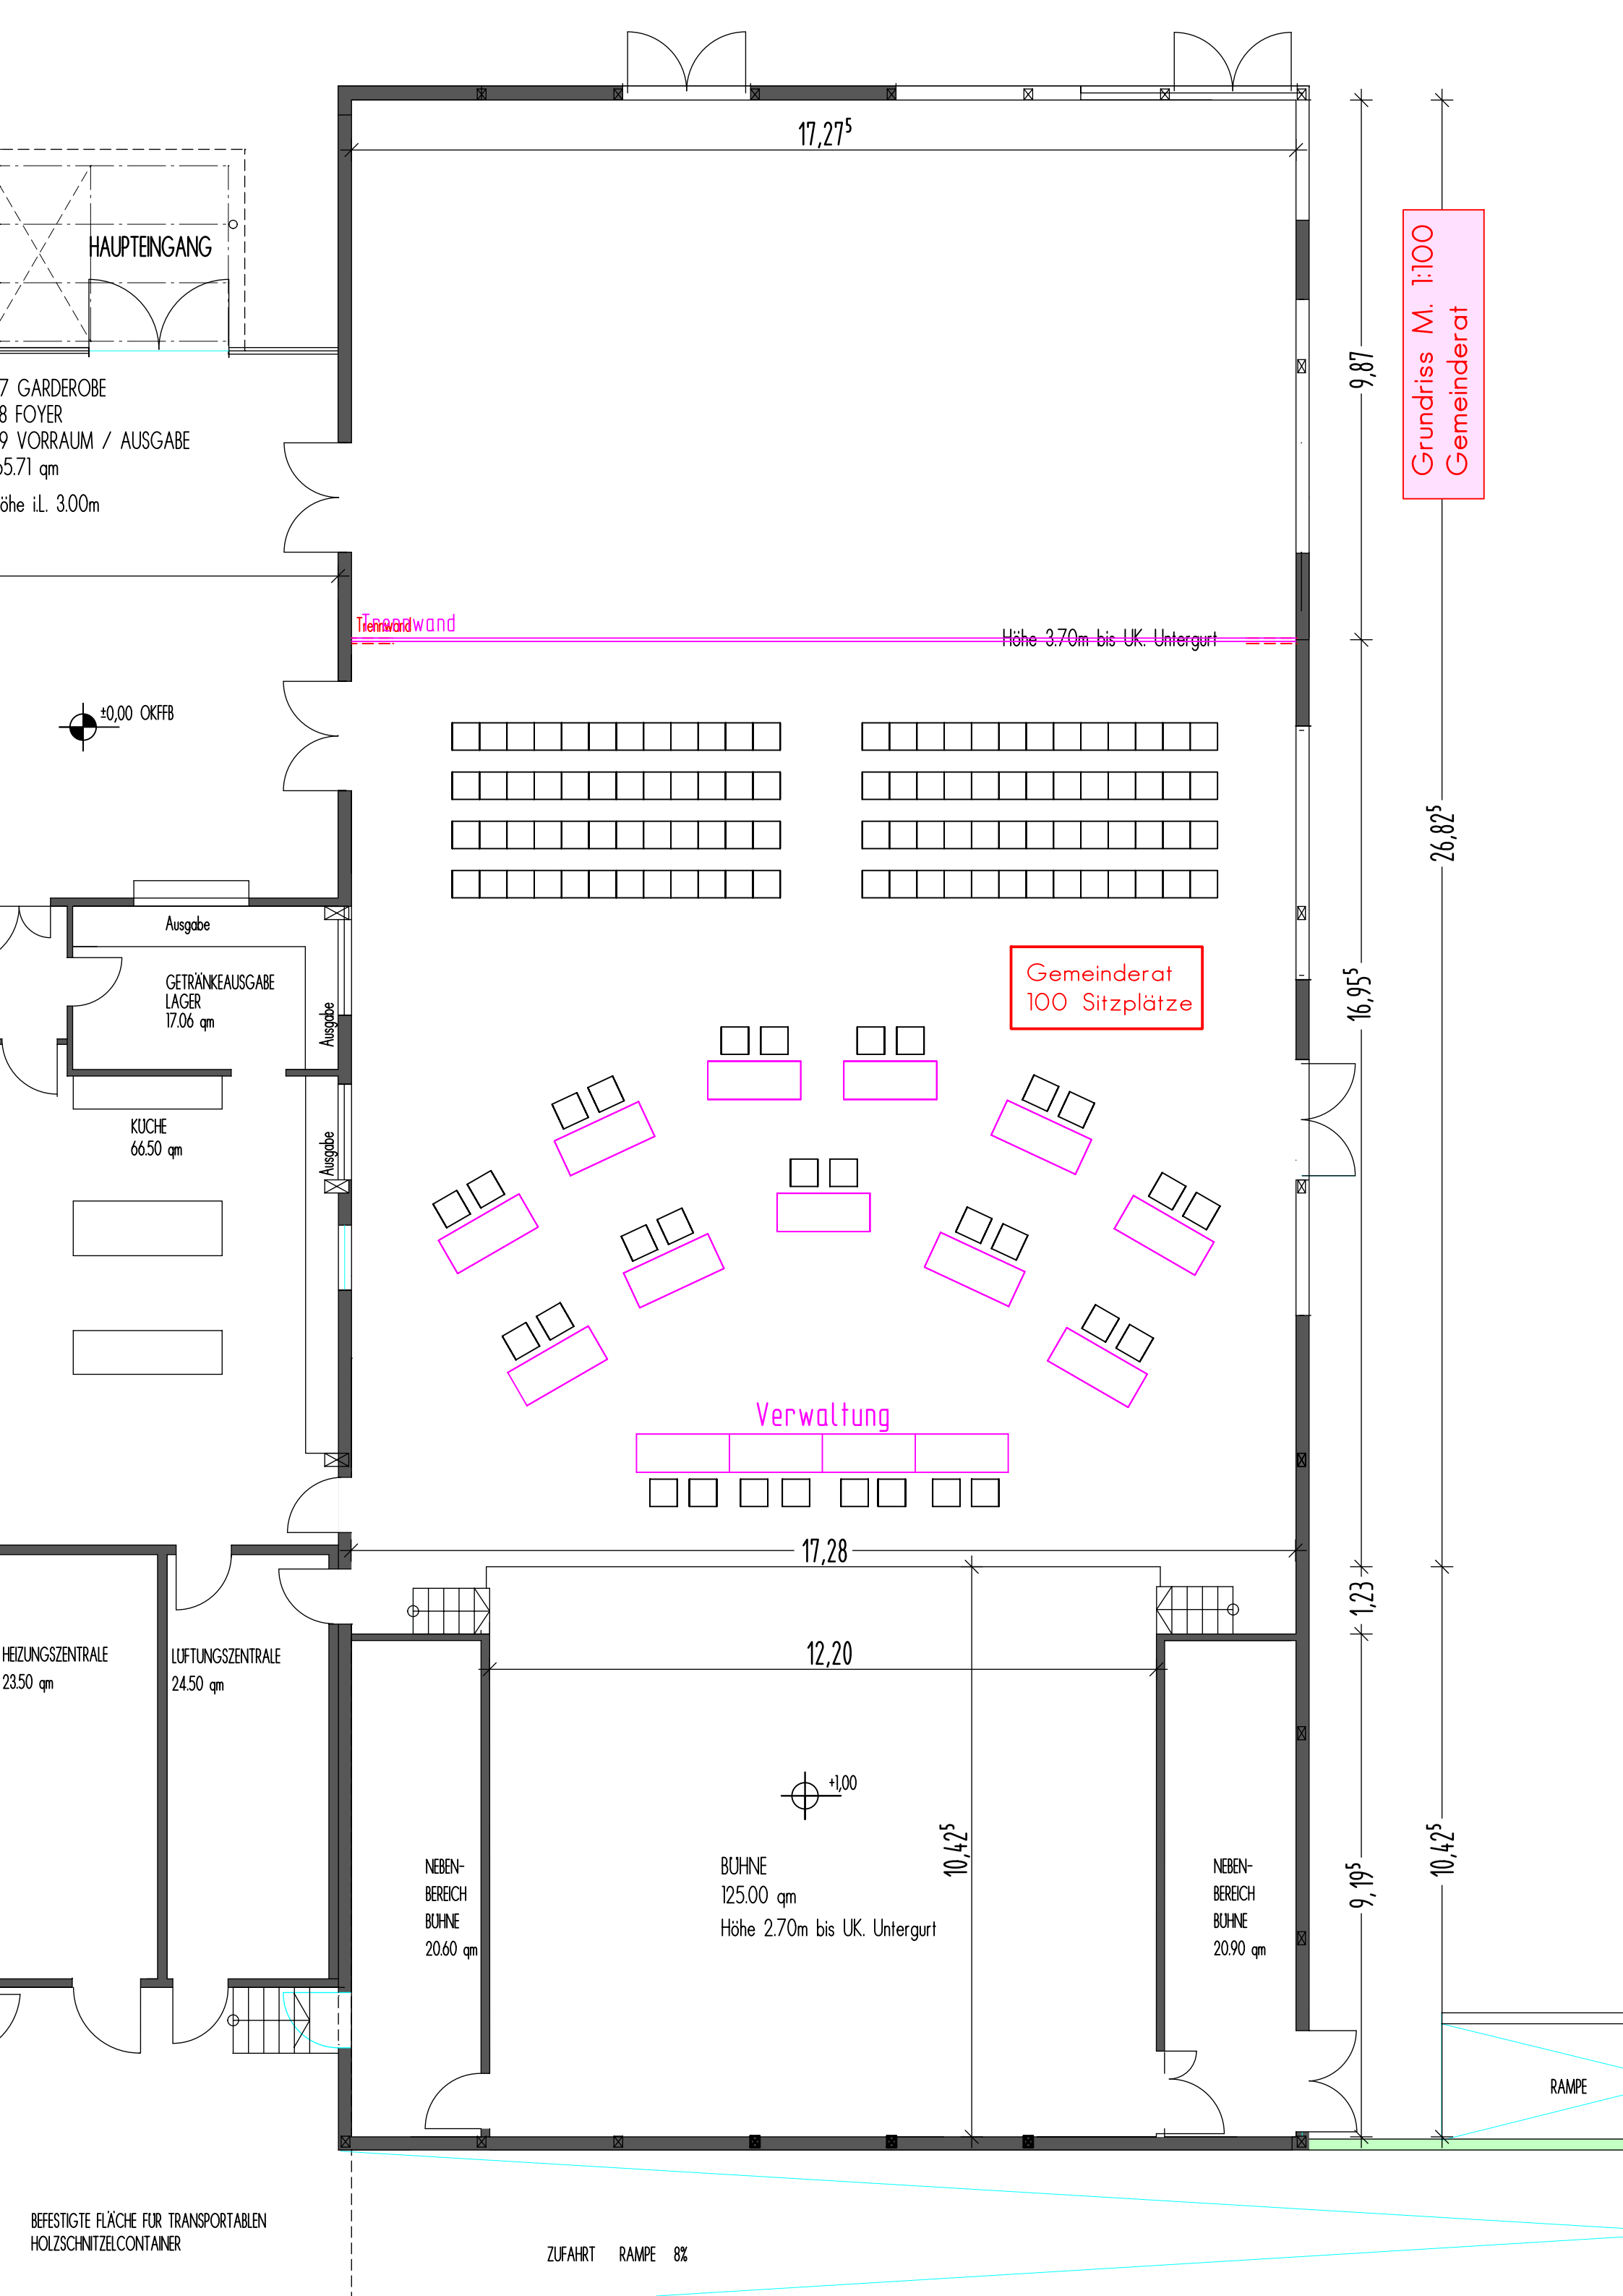 17,27⁵
HAUPTEINGANG
7 GARDEROBE
8 FOYER
9 VORRAUM / AUSGABE
65.71 qm
öhe i.L. 3.00m
Grundriss M. 1:100
Gemeinderat
9,87
Trennwand
Trennwand
Höhe 3.70m bis UK. Untergurt
±0,00 OKFFB
26,82⁵
16,95⁵
Ausgabe
GETRÄNKEAUSGABE
LAGER
17.06 qm
Ausgabe
Gemeinderat
100 Sitzplätze
KÜCHE
66.50 qm
Ausgabe
Verwaltung
17,28
1,23
12,20
HEIZUNGSZENTRALE
23.50 qm
LÜFTUNGSZENTRALE
24.50 qm
+1,00
10,42⁵
BÜHNE
125.00 qm
Höhe 2.70m bis UK. Untergurt
NEBEN-
BEREICH
BÜHNE
20.60 qm
NEBEN-
BEREICH
BÜHNE
20.90 qm
9,19⁵
10,42⁵
RAMPE
BEFESTIGTE FLÄCHE FÜR TRANSPORTABLEN
HOLZSCHNITZELCONTAINER
ZUFAHRT RAMPE 8%